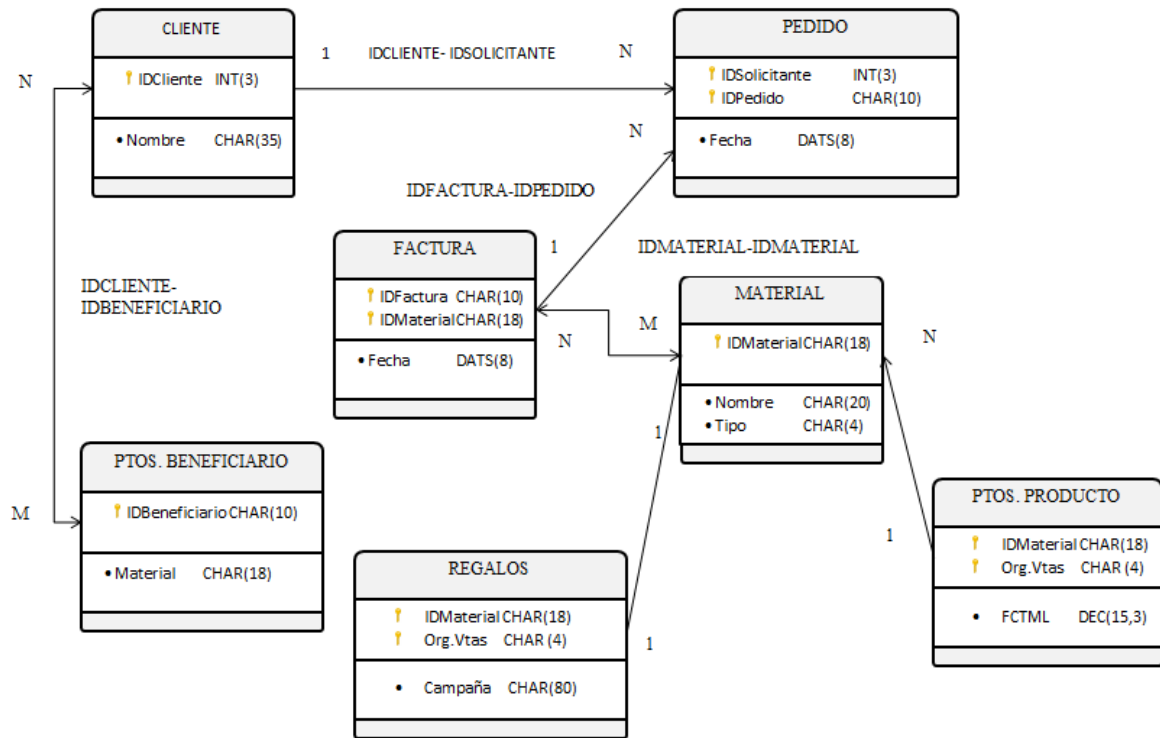 CLIENTE
IDCliente INT(3)
• Nombre CHAR(35)
1 IDCLIENTE- IDSOLICITANTE N
PEDIDO
IDSolicitante INT(3)
IDPedido CHAR(10)
• Fecha DATS(8)
N
N
IDFACTURA-IDPEDIDO
1
FACTURA
IDFactura CHAR(10)
IDMaterial CHAR(18)
• Fecha DATS(8)
IDMATERIAL-IDMATERIAL
N
M
MATERIAL
IDMaterial CHAR(18)
• Nombre CHAR(20)
• Tipo CHAR(4)
N
IDCLIENTE-
IDBENEFICIARIO
M
PTOS. BENEFICIARIO
IDBeneficiario CHAR(10)
• Material CHAR(18)
1
1
REGALOS
IDMaterial CHAR(18)
Org.Vtas CHAR (4)
• Campaña CHAR(80)
1
PTOS. PRODUCTO
IDMaterial CHAR(18)
Org.Vtas CHAR (4)
• FCTML DEC(15,3)